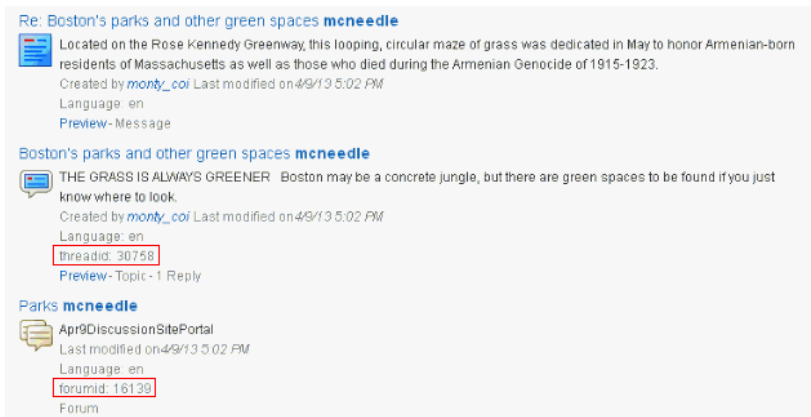 Re: Boston's parks and other green spaces mcneedle
Located on the Rose Kennedy Greenway, this looping, circular maze of grass was dedicated in May to honor Armenian-born
residents of Massachusetts as well as those who died during the Armenian Genocide of 1915-1923.
Created by monty_coi Last modified on 4/9/13 5:02 PM
Language: en
Preview - Message
Boston's parks and other green spaces mcneedle
THE GRASS IS ALWAYS GREENER Boston may be a concrete jungle, but there are green spaces to be found if you just
know where to look.
Created by monty_coi Last modified on 4/9/13 5:02 PM
Language: en
threadid: 30758
Preview - Topic - 1 Reply
Parks mcneedle
Apr9DiscussionSitePortal
Last modified on 4/9/13 5:02 PM
Language: en
forumid: 16139
Forum